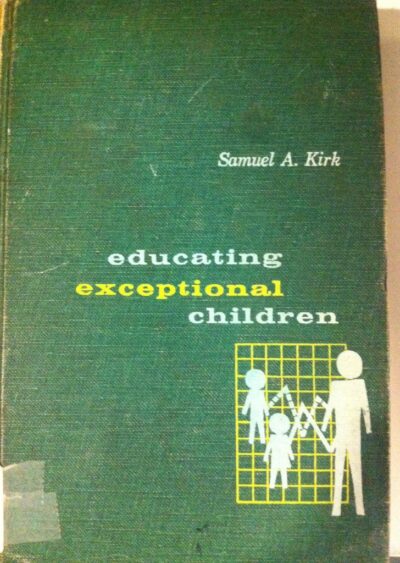 Samuel A. Kirk
educating
exceptional
children